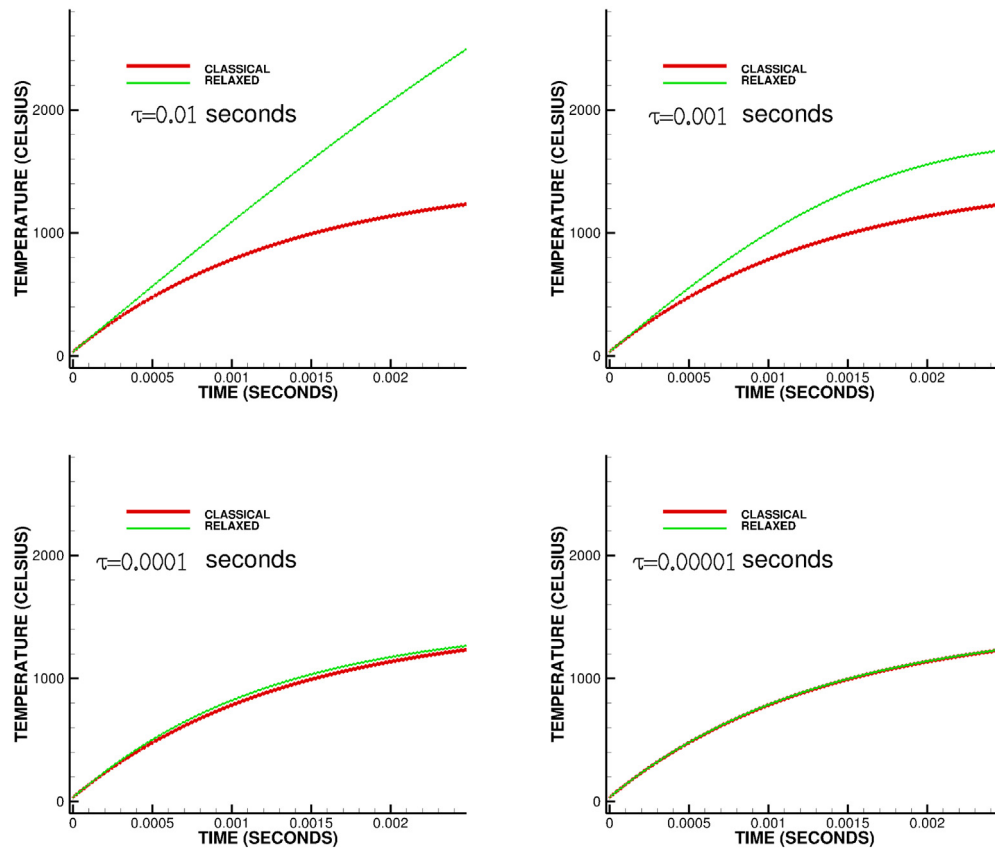 CLASSICAL
RELAXED
τ=0.01 seconds
TEMPERATURE (CELSIUS)
2000
1000
0
0
0.0005
0.001
0.0015
0.002
TIME (SECONDS)
CLASSICAL
RELAXED
τ=0.001 seconds
TEMPERATURE (CELSIUS)
2000
1000
0
0
0.0005
0.001
0.0015
0.002
TIME (SECONDS)
CLASSICAL
RELAXED
τ=0.0001 seconds
TEMPERATURE (CELSIUS)
2000
1000
0
0
0.0005
0.001
0.0015
0.002
TIME (SECONDS)
CLASSICAL
RELAXED
τ=0.00001 seconds
TEMPERATURE (CELSIUS)
2000
1000
0
0
0.0005
0.001
0.0015
0.002
TIME (SECONDS)